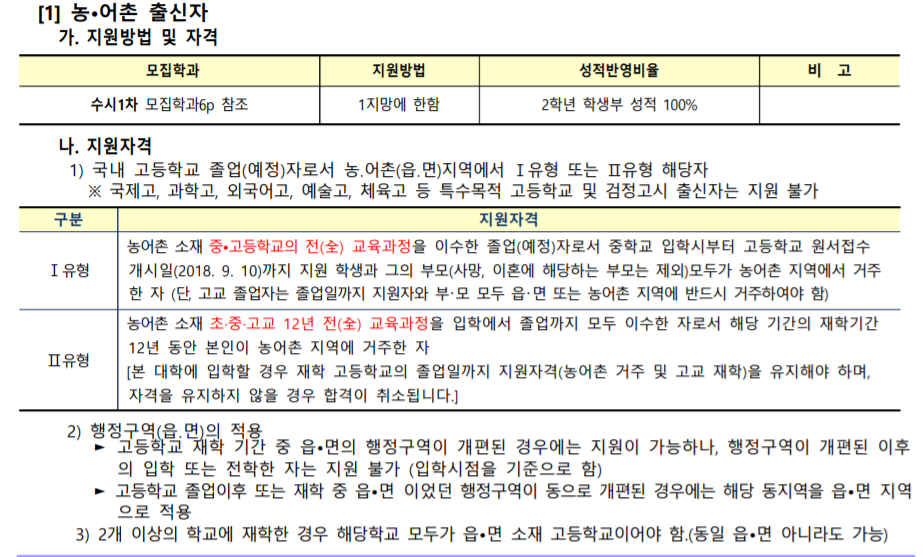 [1] 농•어촌 출신자
가. 지원방법 및 자격
모집학과 지원방법 성적반영비율 비 고
수시1차 모집학과6p 참조 1지망에 한함 2학년 학생부 성적 100%
나. 지원자격
1) 국내 고등학교 졸업(예정)자로서 농.어촌(읍.면)지역에서 Ⅰ유형 또는 Ⅱ유형 해당자
※ 국제고, 과학고, 외국어고, 예술고, 체육고 등 특수목적 고등학교 및 검정고시 출신자는 지원 불가
구분 지원자격
Ⅰ유형
농어촌 소재 중•고등학교의 전(全) 교육과정을 이수한 졸업(예정)자로서 중학교 입학시부터 고등학교 원서접수
개시일(2018. 9. 10)까지 지원 학생과 그의 부모(사망, 이혼에 해당하는 부모는 제외)모두가 농어촌 지역에서 거주
한 자 (단, 고교 졸업자는 졸업일까지 지원자와 부·모 모두 읍·면 또는 농어촌 지역에 반드시 거주하여야 함)
Ⅱ유형
농어촌 소재 초·중·고교 12년 전(全) 교육과정을 입학에서 졸업까지 모두 이수한 자로서 해당 기간의 재학기간
12년 동안 본인이 농어촌 지역에 거주한 자
[본 대학에 입학할 경우 재학 고등학교의 졸업일까지 지원자격(농어촌 거주 및 고교 재학)을 유지해야 하며,
자격을 유지하지 않을 경우 합격이 취소됩니다.]
2) 행정구역(읍.면)의 적용
► 고등학교 재학 기간 중 읍•면의 행정구역이 개편된 경우에는 지원이 가능하나, 행정구역이 개편된 이후
의 입학 또는 전학한 자는 지원 불가 (입학시점을 기준으로 함)
► 고등학교 졸업이후 또는 재학 중 읍•면 이었던 행정구역이 동으로 개편된 경우에는 해당 동지역을 읍•면 지역
으로 적용
3) 2개 이상의 학교에 재학한 경우 해당학교 모두가 읍•면 소재 고등학교이어야 함.(동일 읍•면 아니라도 가능)